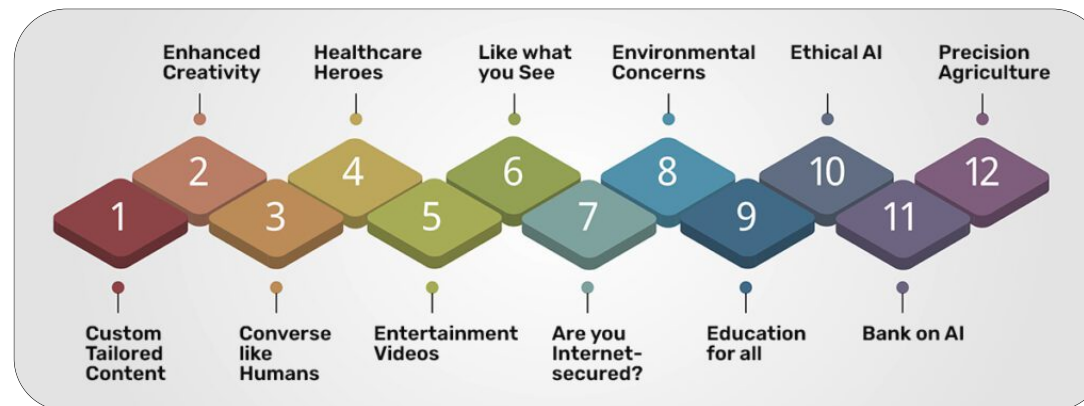 Enhanced
Creativity
Healthcare
Heroes
Like what
you See
Environmental
Concerns
Ethical AI
Precision
Agriculture
1
2
3
4
5
6
7
8
9
10
11
12
Custom
Tailored
Content
Converse
like
Humans
Entertainment
Videos
Are you
Internet-
secured?
Education
for all
Bank on AI